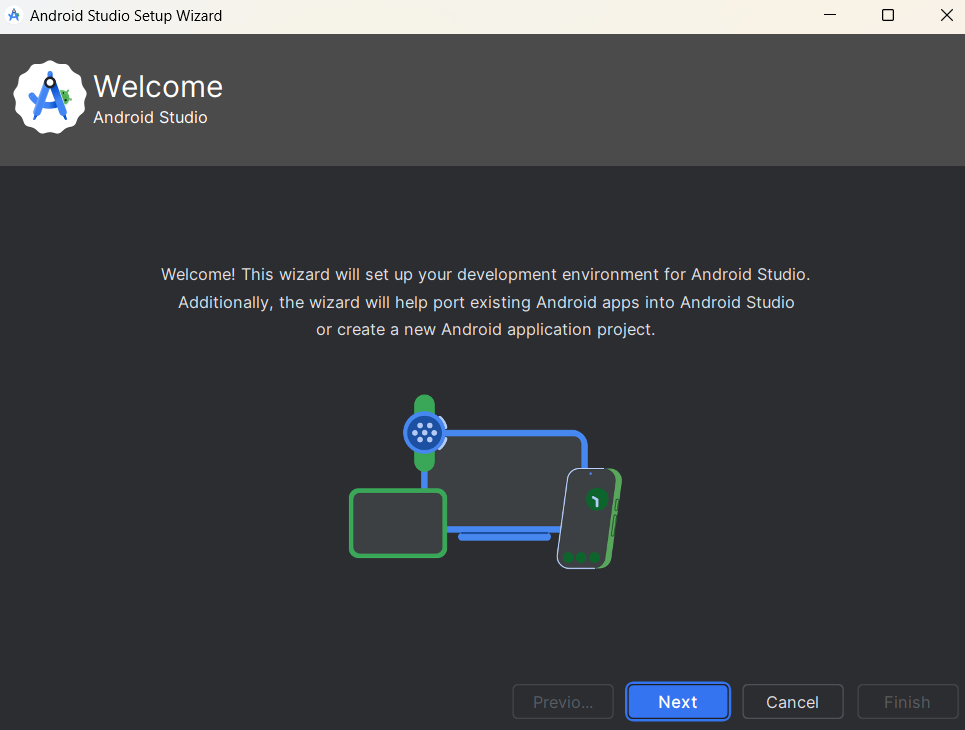 Android Studio Setup Wizard
Welcome
Android Studio
Welcome! This wizard will set up your development environment for Android Studio.
Additionally, the wizard will help port existing Android apps into Android Studio
or create a new Android application project.
Previo...
Next
Cancel
Finish